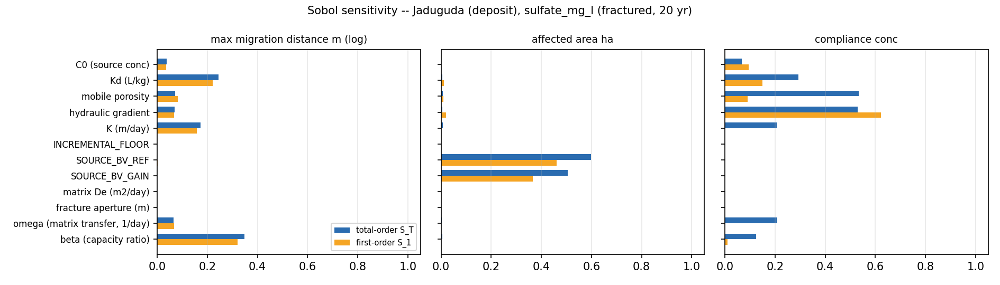 Sobol sensitivity -- Jaduguda (deposit), sulfate_mg_l (fractured, 20 yr)
max migration distance m (log)
affected area ha
compliance conc
C0 (source conc)
Kd (L/kg)
mobile porosity
hydraulic gradient
K (m/day)
INCREMENTAL_FLOOR
SOURCE_BV_REF
SOURCE_BV_GAIN
matrix De (m2/day)
fracture aperture (m)
omega (matrix transfer, 1/day)
beta (capacity ratio)
total-order S_T
first-order S_1
0.0 0.2 0.4 0.6 0.8 1.0
0.0 0.2 0.4 0.6 0.8 1.0
0.0 0.2 0.4 0.6 0.8 1.0